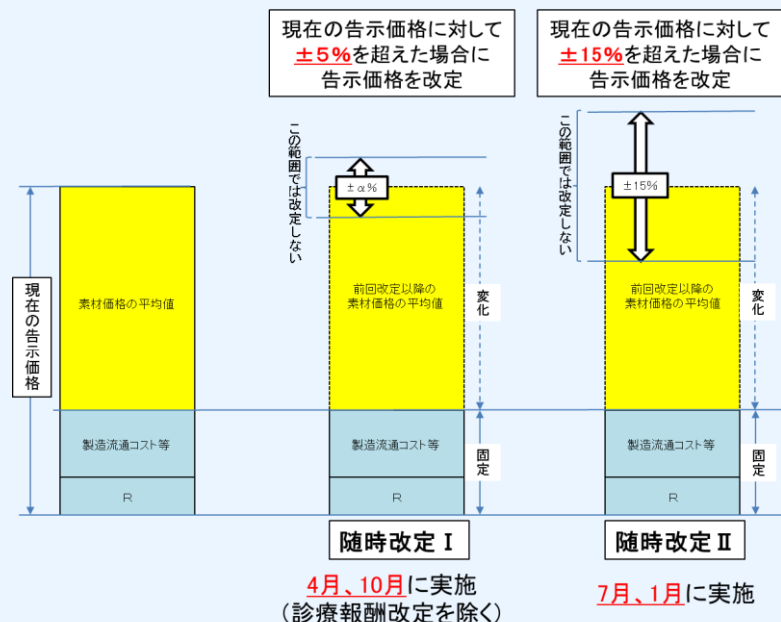 現在の告示価格に対して
±5%を超えた場合に
告示価格を改定
現在の告示価格に対して
±15%を超えた場合に
告示価格を改定
この範囲では改定しない
±α%
この範囲では改定しない
±15%
現在の告示価格
素材価格の平均値
前回改定以降の
素材価格の平均値
変化
前回改定以降の
素材価格の平均値
変化
製造流通コスト等
製造流通コスト等
固定
製造流通コスト等
固定
R
R
R
随時改定Ⅰ
随時改定Ⅱ
4月、10月に実施
(診療報酬改定を除く)
7月、1月に実施